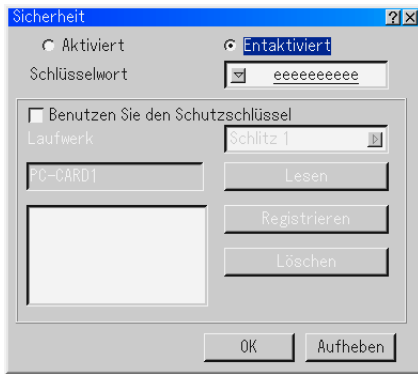 Sicherheit
Aktiviert Entaktiviert
Schlüsselwort eeeeeeeeee
Benutzen Sie den Schutzschlüssel
Laufwerk Schlitz 1
PC-CARD1 Lesen
Registrieren
Löschen
OK Aufheben